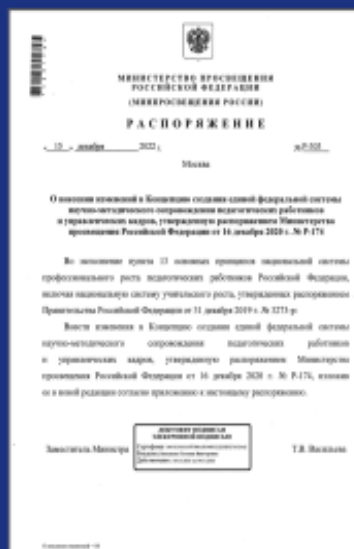 МИНИСТЕРСТВО ПРОСВЕЩЕНИЯ
РОССИЙСКОЙ ФЕДЕРАЦИИ
(МИНПРОСВЕЩЕНИЯ РОССИИ)
РАСПОРЯЖЕНИЕ
« 15 » декабря 2022 г.
Москва
О внесении изменений в Концепцию создания единой федеральной системы
научно-методического сопровождения педагогических работников
и управленческих кадров, утвержденную распоряжением Министерства
просвещения Российской Федерации от 16 декабря 2020 г. № Р-174
Во исполнение пункта 13 основных принципов национальной системы
профессионального роста педагогических работников Российской Федерации,
включая национальную систему учительского роста, утвержденных распоряжением
Правительства Российской Федерации от 31 декабря 2019 г. № 3273-р:
Внести изменения в Концепцию создания единой федеральной системы
научно-методического сопровождения педагогических работников
и управленческих кадров, утвержденную распоряжением Министерства
просвещения Российской Федерации от 16 декабря 2020 г. № Р-174, изложив
ее в новой редакции согласно приложению к настоящему распоряжению.
ДОКУМЕНТ ПОДПИСАН
ЭЛЕКТРОННОЙ ПОДПИСЬЮ
Заместитель Министра
Т.В. Васильева